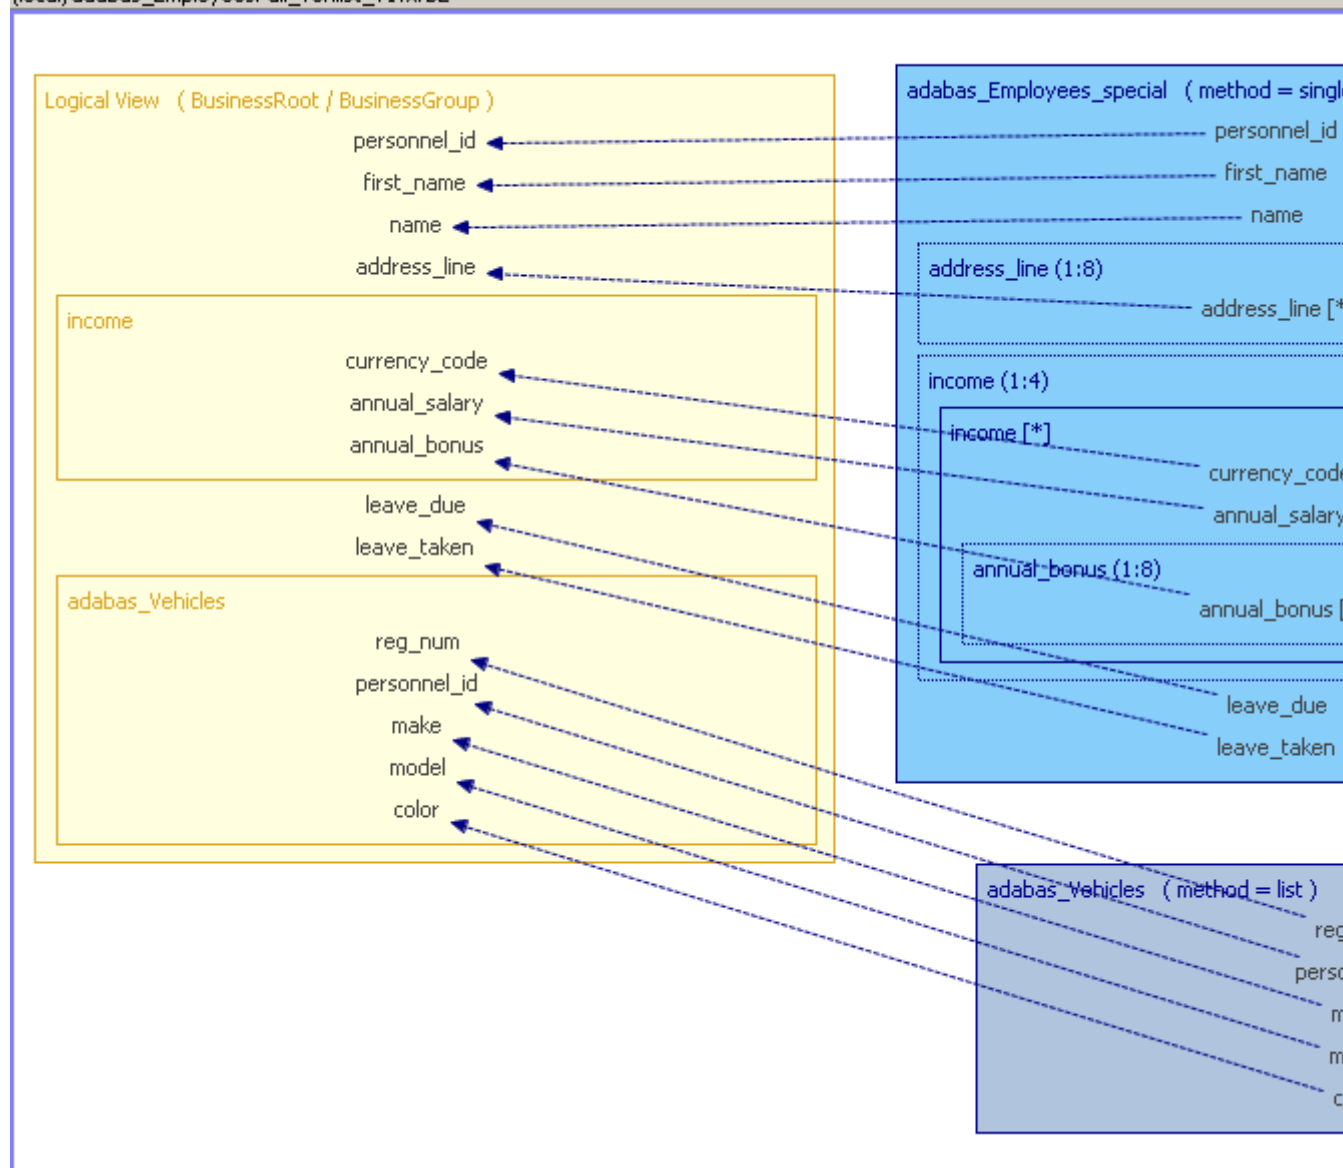 Logical View ( BusinessRoot / BusinessGroup )
personnel_id
first_name
name
address_line
income
currency_code
annual_salary
annual_bonus
leave_due
leave_taken
adabas_Vehicles
reg_num
personnel_id
make
model
color
adabas_Employees_special ( method =
personnel_id
first_name
name
address_line (1:8)
address_line [*
income (1:4)
income [*]
currency_code
annual_salary
annual_bonus (1:8)
annual_bonus [
leave_due
leave_taken
adabas_Vehicles ( method = list )